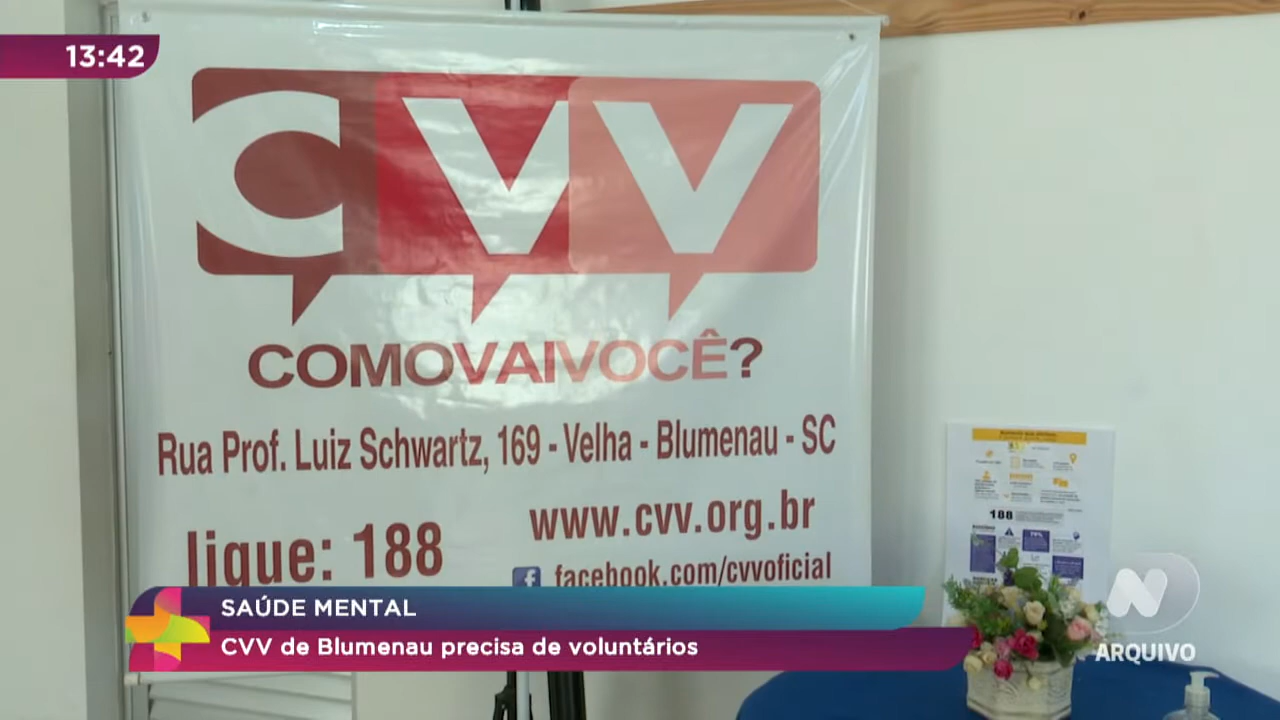 13:42
CVV
COMOVAIVOCÊ?
Rua Prof. Luiz Schwartz, 169 - Velha - Blumenau - SC
www.cvv.org.br
ligue: 188
facebook.com/cvvoficial
188
SAÚDE MENTAL
CVV de Blumenau precisa de voluntários
N
ARQUIVO